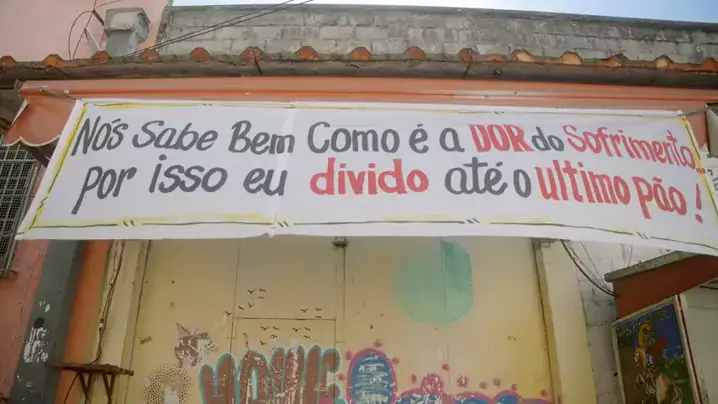 Nós Sabe Bem Como é a DOR do Sofrimento
por isso eu divido até o ultimo pão!